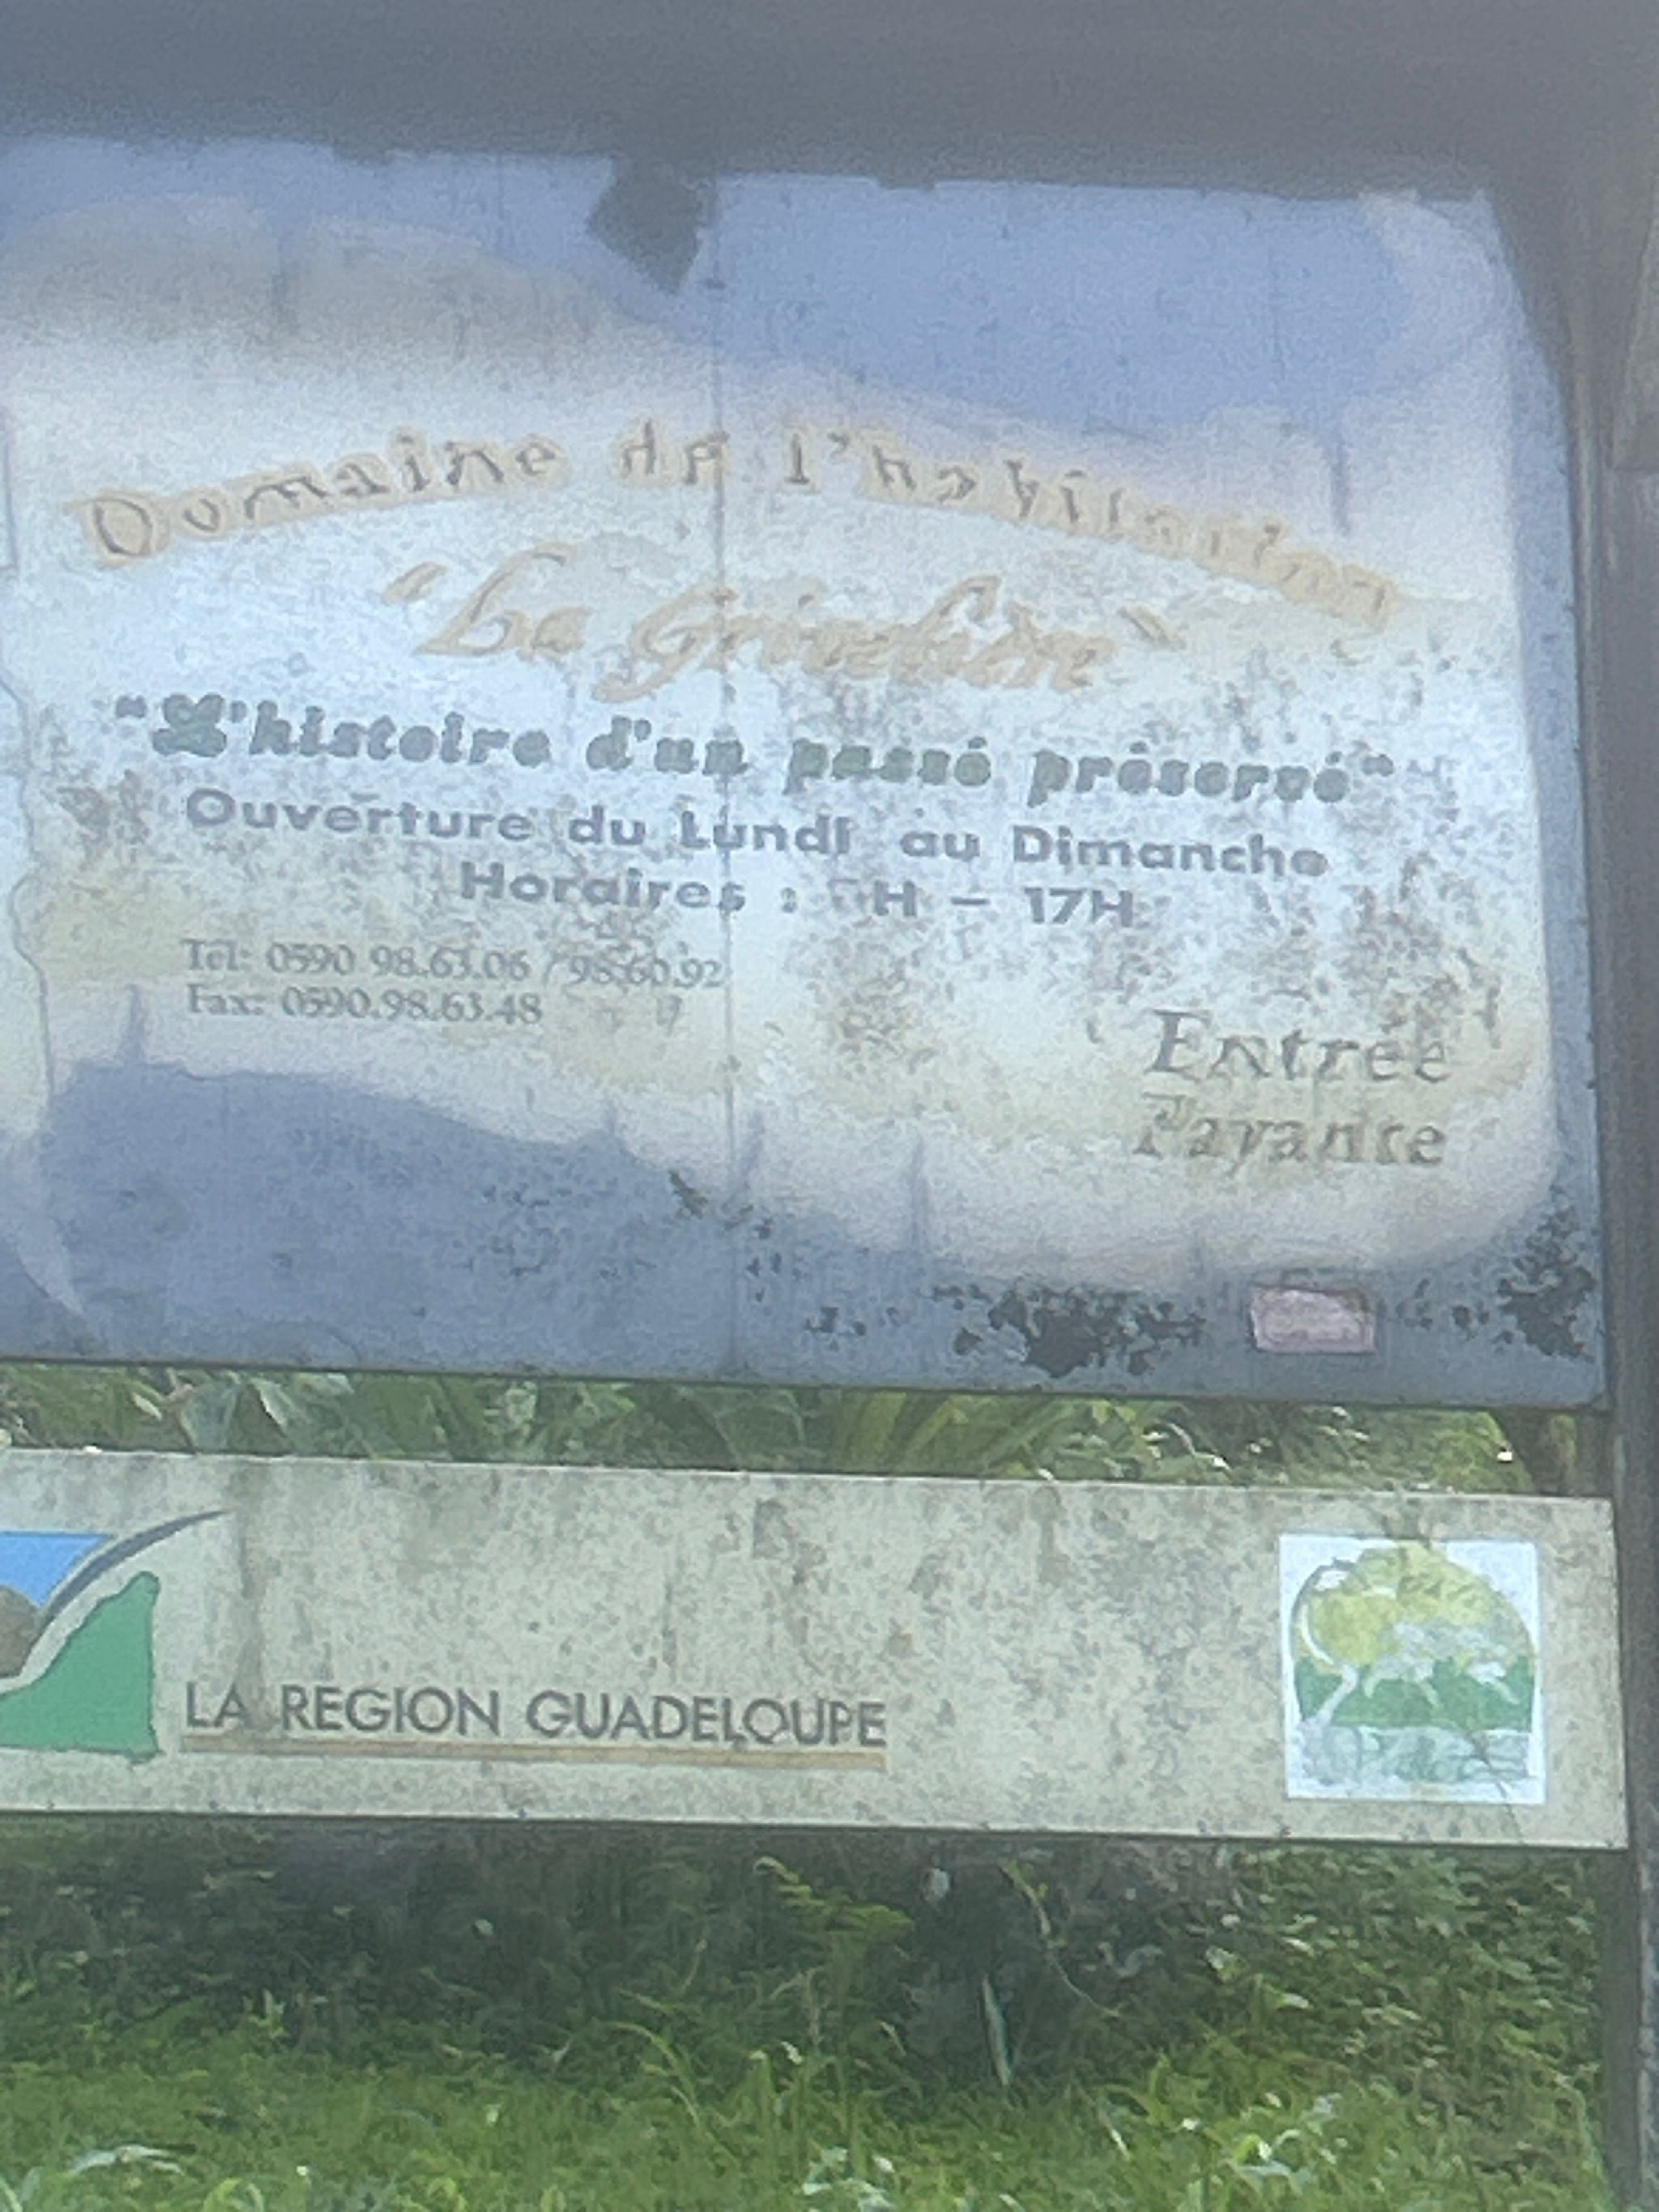 Domaine de l'habitation
"La Grivelière"
"L'histoire d'un passé préservé"
Ouverture du Lundi au Dimanche
Horaires : H – 17H
Tél: 0590 98.63.06 / 98.60.92
Fax: 0590.98.63.48
Entrée
Payante
LA REGION GUADELOUPE